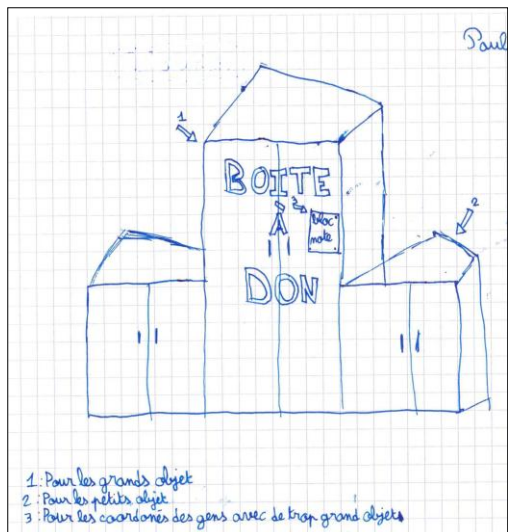 Paul
1
BOITE
3
À
bloc
note
2
DON
1: Pour les grands objet
2: Pour les petits objet
3: Pour les coordonés des gens avec de trop grand objets